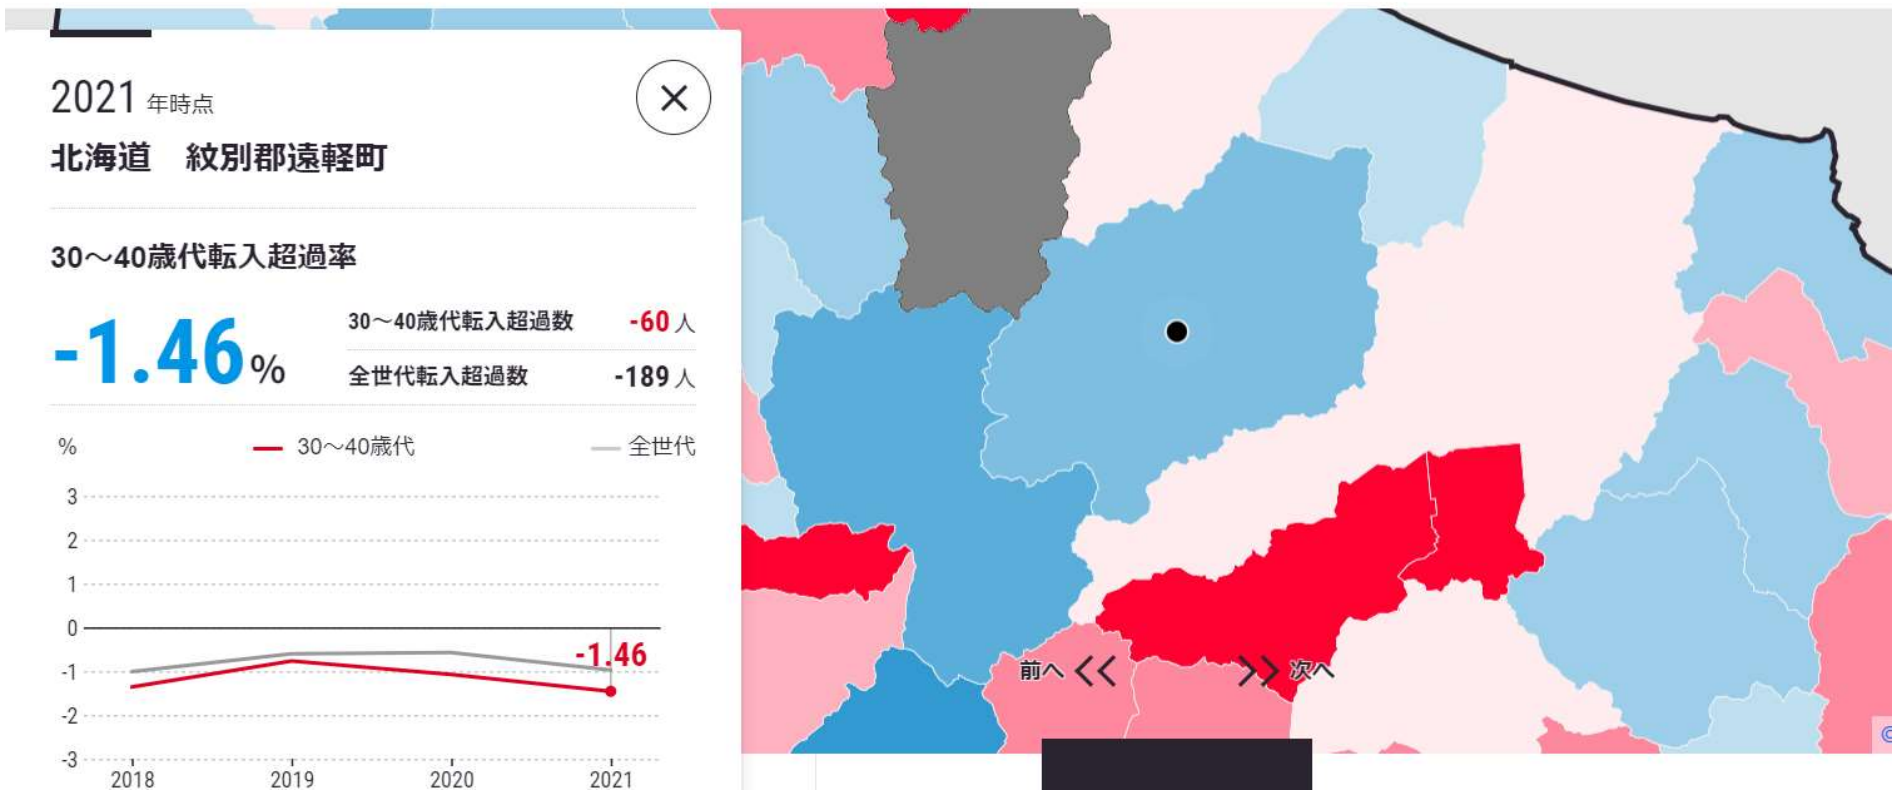 2021 年時点
北海道　紋別郡遠軽町
30～40歳代転入超過率
-1.46%
30～40歳代転入超過数 -60人
全世代転入超過数 -189人
% 30～40歳代 全世代
3
2
1
0
-1.46
-1
-2
-3
2018 2019 2020 2021
前へ 次へ
©